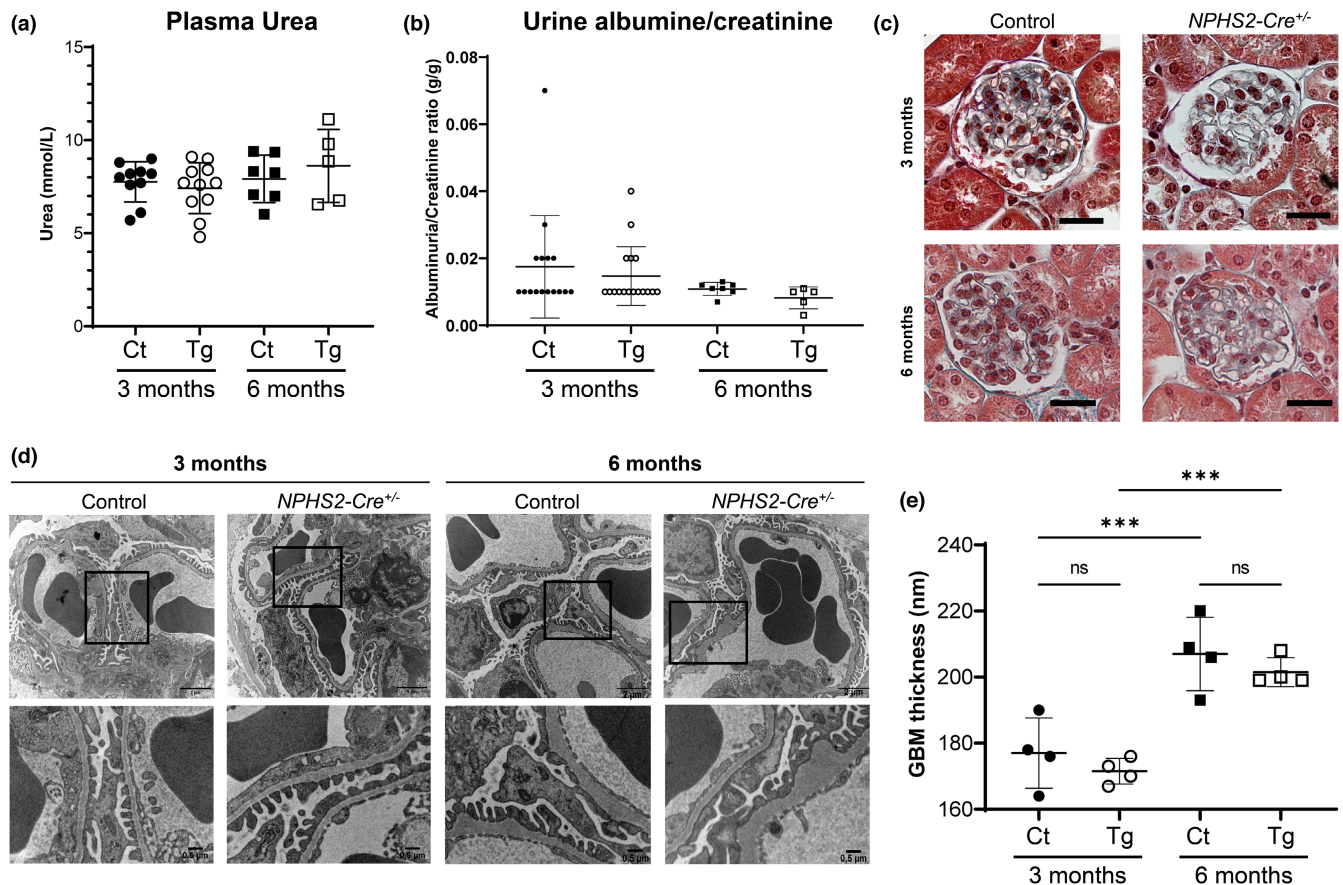 (a)
Plasma Urea
Urea (mmol/L)
15
10
5
0
Ct
Tg
Ct
Tg
3 months
6 months
(b)
Urine albumine/creatinine
Albuminuria/Creatinine ratio (g/g)
0.08
0.06
0.04
0.02
0.00
Ct
Tg
Ct
Tg
3 months
6 months
(c)
Control
NPHS2-Cre+/-
3 months
6 months
(d)
3 months
6 months
Control
NPHS2-Cre+/-
Control
NPHS2-Cre+/-
2 µm
2 µm
0.5 µm
0.5 µm
0.5 µm
0.5 µm
(e)
***
***
ns
ns
GBM thickness (nm)
240
220
200
180
160
Ct
Tg
Ct
Tg
3 months
6 months